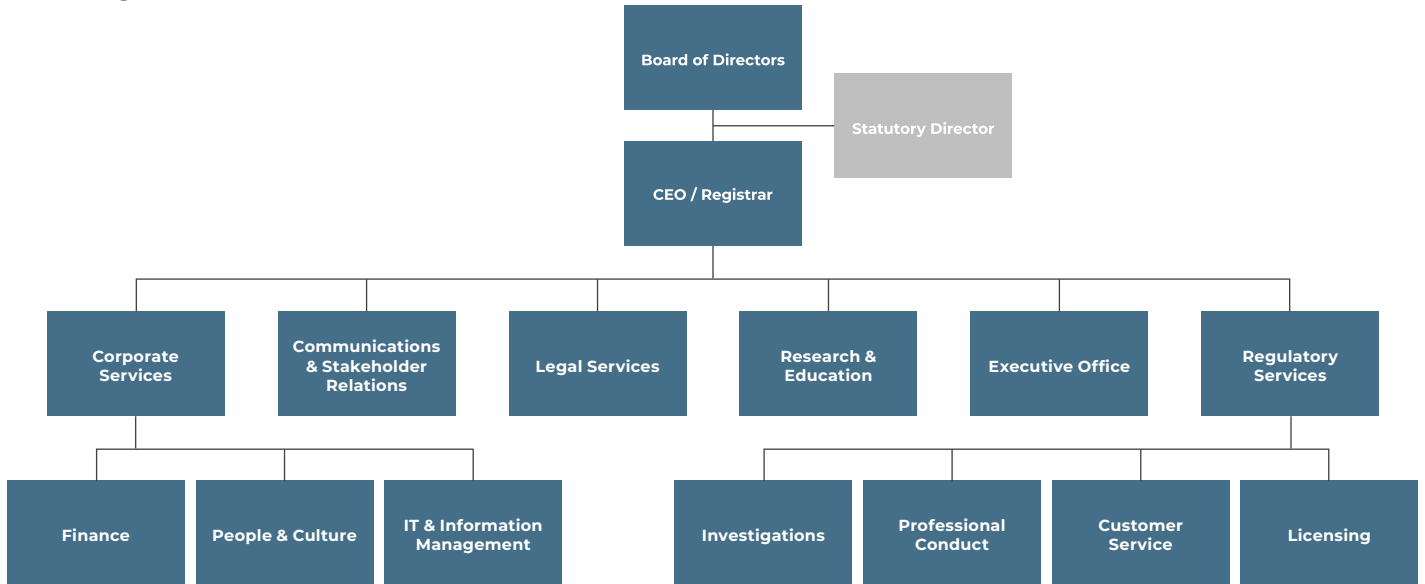 Board of Directors
Statutory Director
CEO / Registrar
Corporate
Services
Communications
& Stakeholder
Relations
Legal Services
Research &
Education
Executive Office
Regulatory
Services
Finance
People & Culture
IT & Information
Management
Investigations
Professional
Conduct
Customer
Service
Licensing